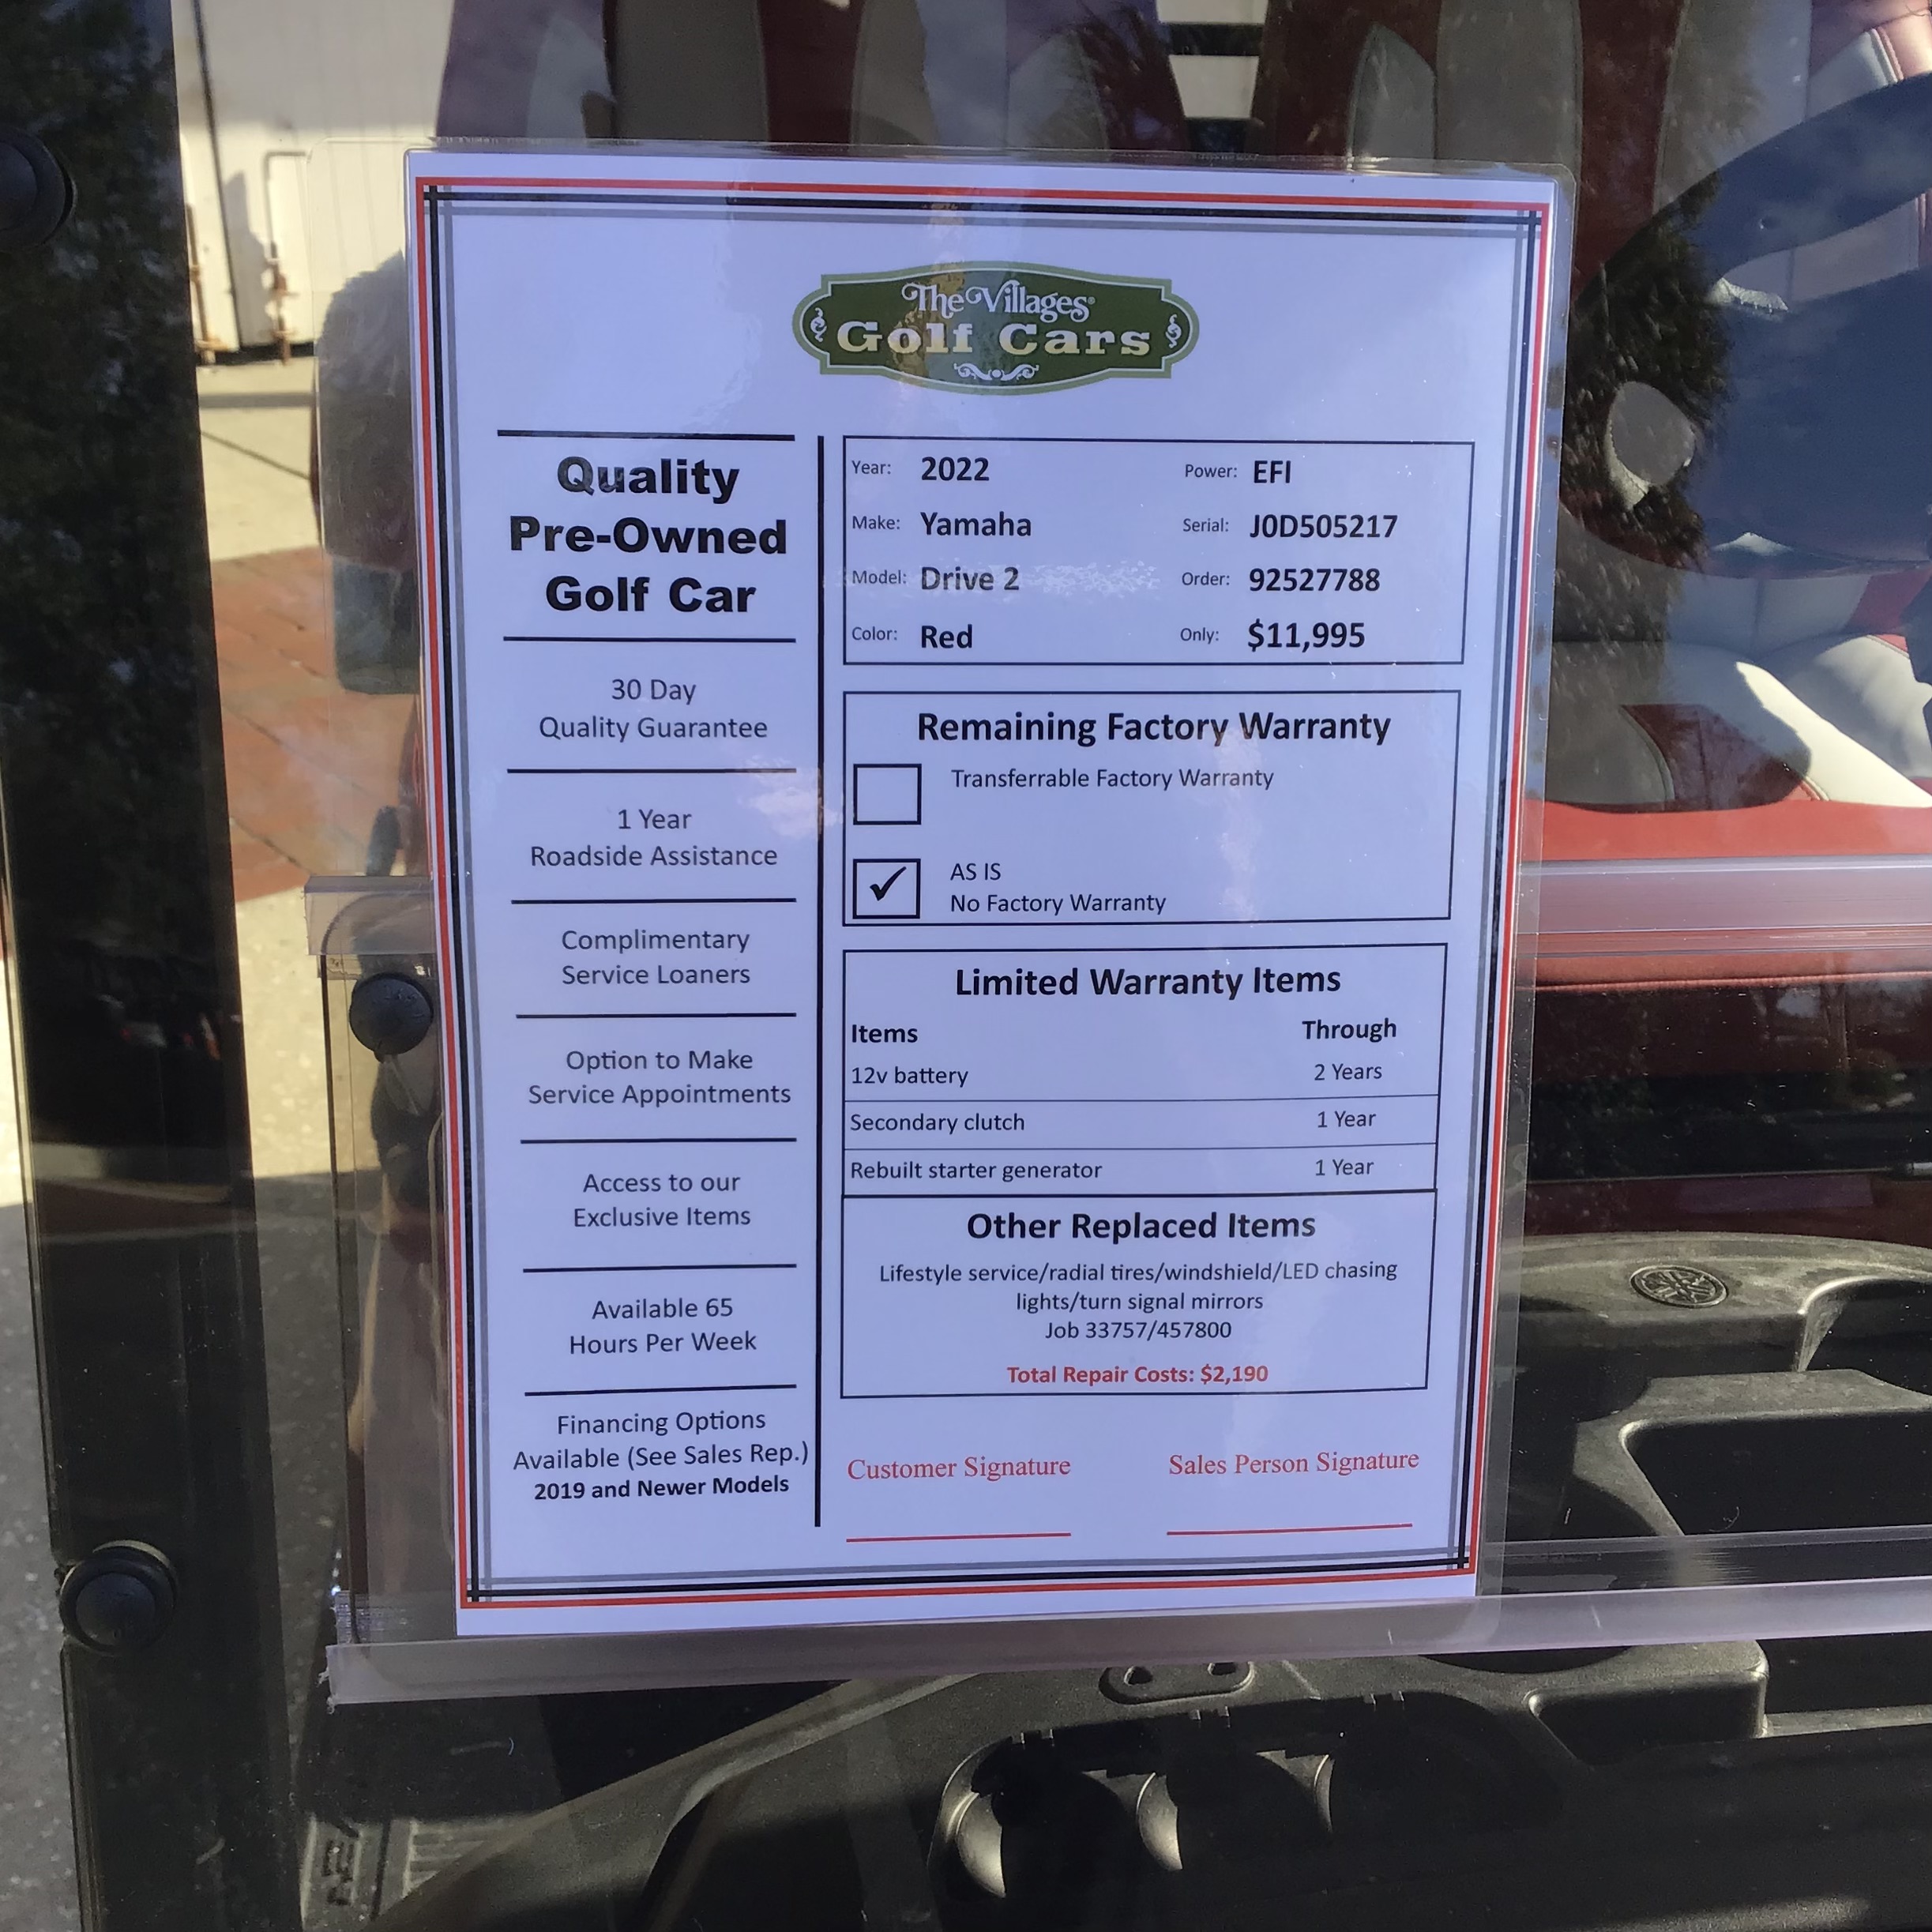 The Villages®
Golf Cars
Quality
Pre-Owned
Golf Car
30 Day
Quality Guarantee
1 Year
Roadside Assistance
Complimentary
Service Loaners
Option to Make
Service Appointments
Access to our
Exclusive Items
Available 65
Hours Per Week
Financing Options
Available (See Sales Rep.)
2019 and Newer Models
Year: 2022 Power: EFI
Make: Yamaha Serial: J0D505217
Model: Drive 2 Order: 92527788
Color: Red Only: $11,995
Remaining Factory Warranty
Transferrable Factory Warranty
✓ AS IS
No Factory Warranty
Limited Warranty Items
Items Through
12v battery 2 Years
Secondary clutch 1 Year
Rebuilt starter generator 1 Year
Other Replaced Items
Lifestyle service/radial tires/windshield/LED chasing
lights/turn signal mirrors
Job 33757/457800
Total Repair Costs: $2,190
Customer Signature Sales Person Signature